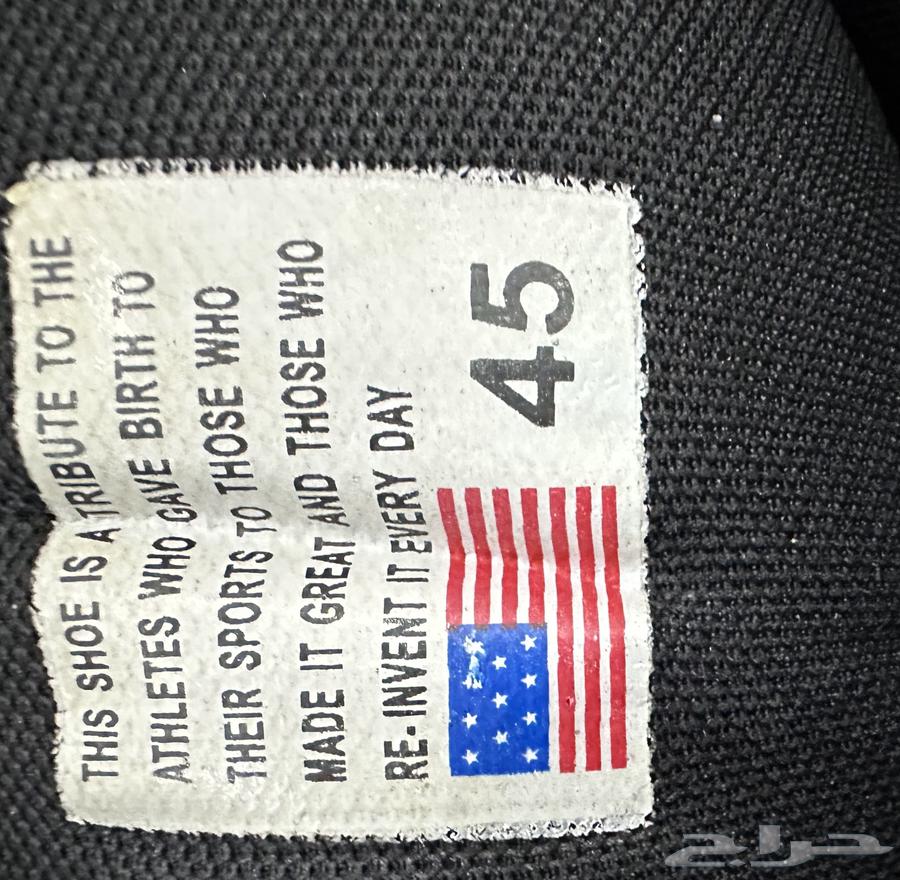 THIS SHOE IS A TRIBUTE TO THE
ATHLETES WHO GAVE BIRTH TO
THEIR SPORTS TO THOSE WHO
MADE IT GREAT AND THOSE WHO
RE-INVENT IT EVERY DAY
45
حراج